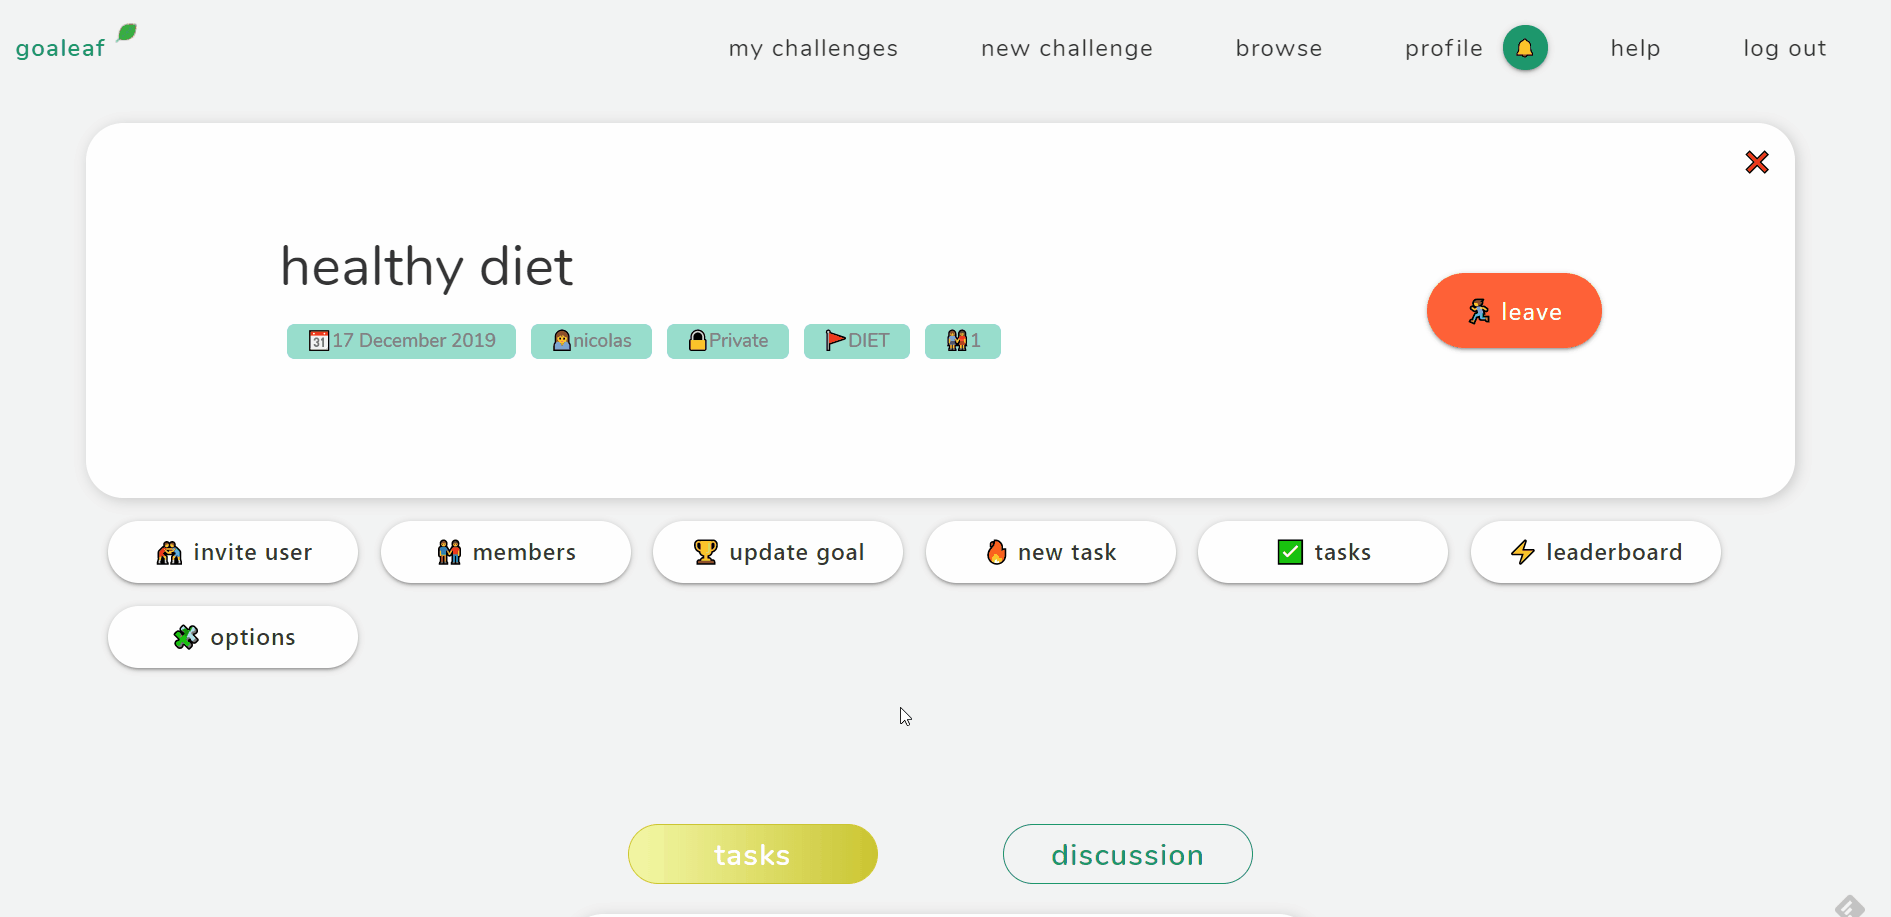 goaleaf
my challenges
new challenge
browse
profile
help
log out
healthy diet
17 December 2019
nicolas
Private
DIET
1
leave
invite user
members
update goal
new task
tasks
leaderboard
options
tasks
discussion